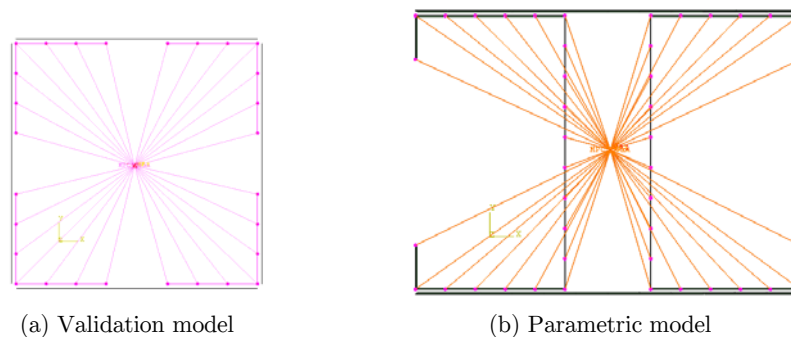 Y
X
Z
Y
X
Z
(a) Validation model
(b) Parametric model